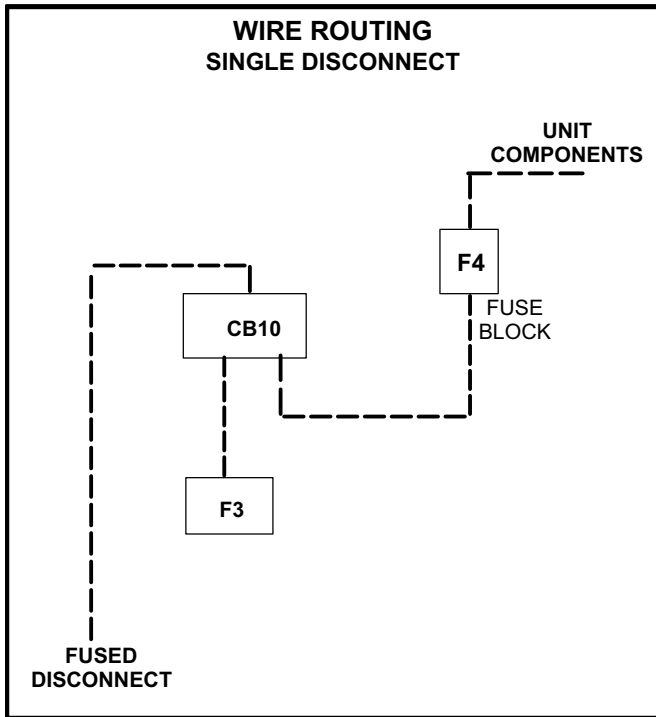 WIRE ROUTING
SINGLE DISCONNECT
UNIT
COMPONENTS
F4
FUSE
BLOCK
CB10
F3
FUSED
DISCONNECT